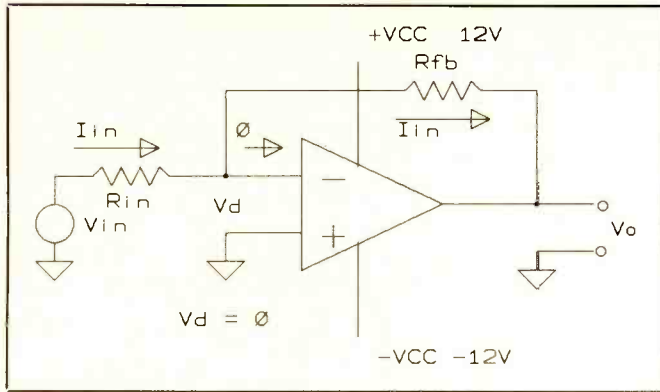 +VCC 12V
Rfb
Iin
Ø
Iin
Rin
Vd
Vin
Vo
Vd = Ø
-VCC -12V